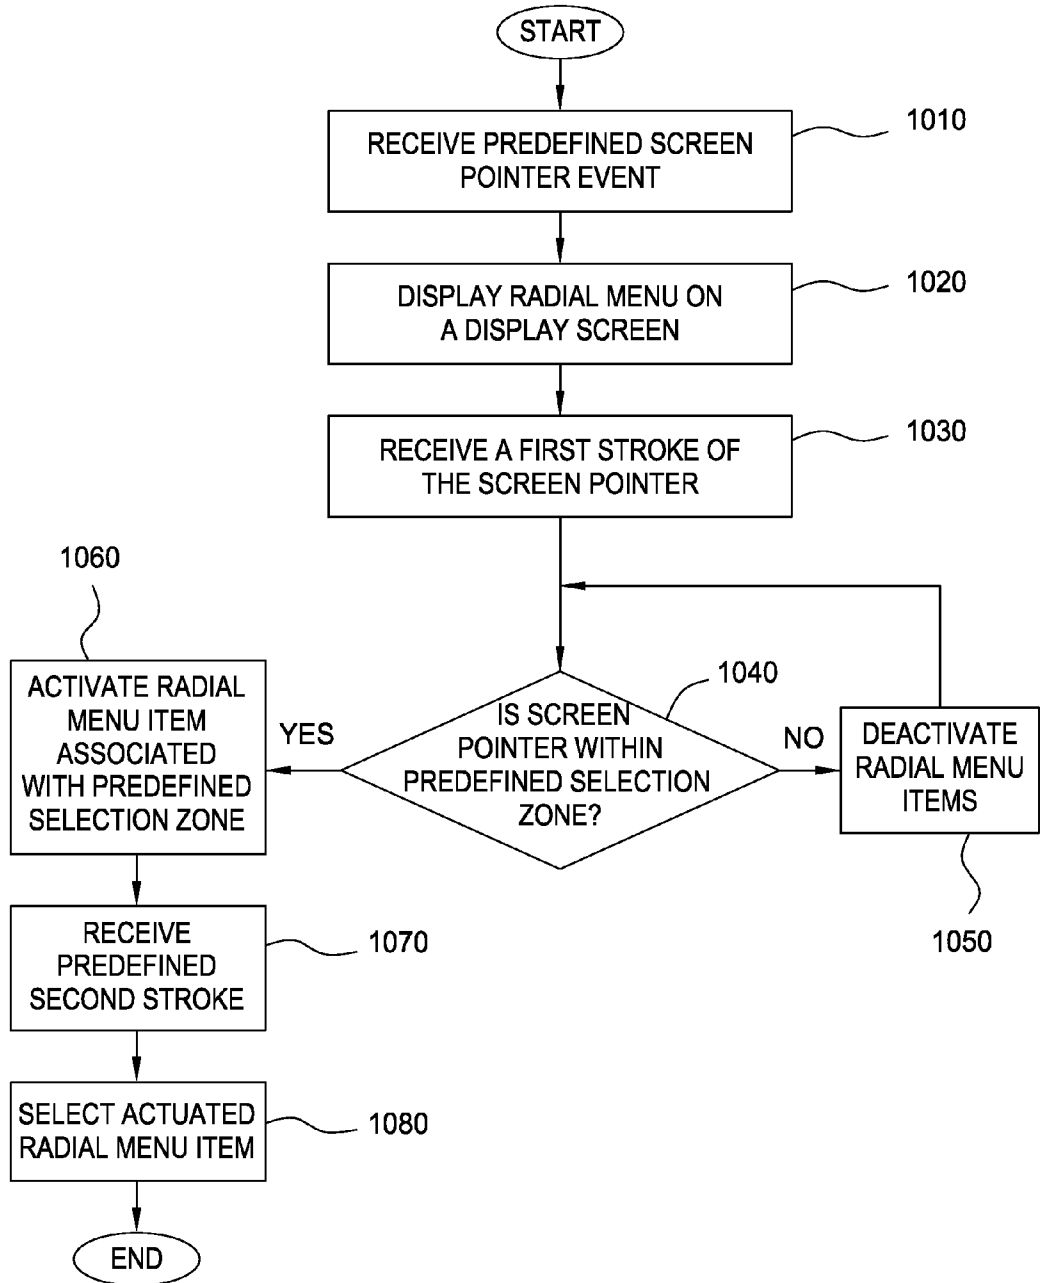 START
RECEIVE PREDEFINED SCREEN
POINTER EVENT
1010
DISPLAY RADIAL MENU ON
A DISPLAY SCREEN
1020
RECEIVE A FIRST STROKE OF
THE SCREEN POINTER
1030
IS SCREEN
POINTER WITHIN
PREDEFINED SELECTION
ZONE?
1040
NO
DEACTIVATE
RADIAL MENU
ITEMS
1050
YES
1060
ACTIVATE RADIAL
MENU ITEM
ASSOCIATED
WITH PREDEFINED
SELECTION ZONE
RECEIVE
PREDEFINED
SECOND STROKE
1070
SELECT ACTUATED
RADIAL MENU ITEM
1080
END